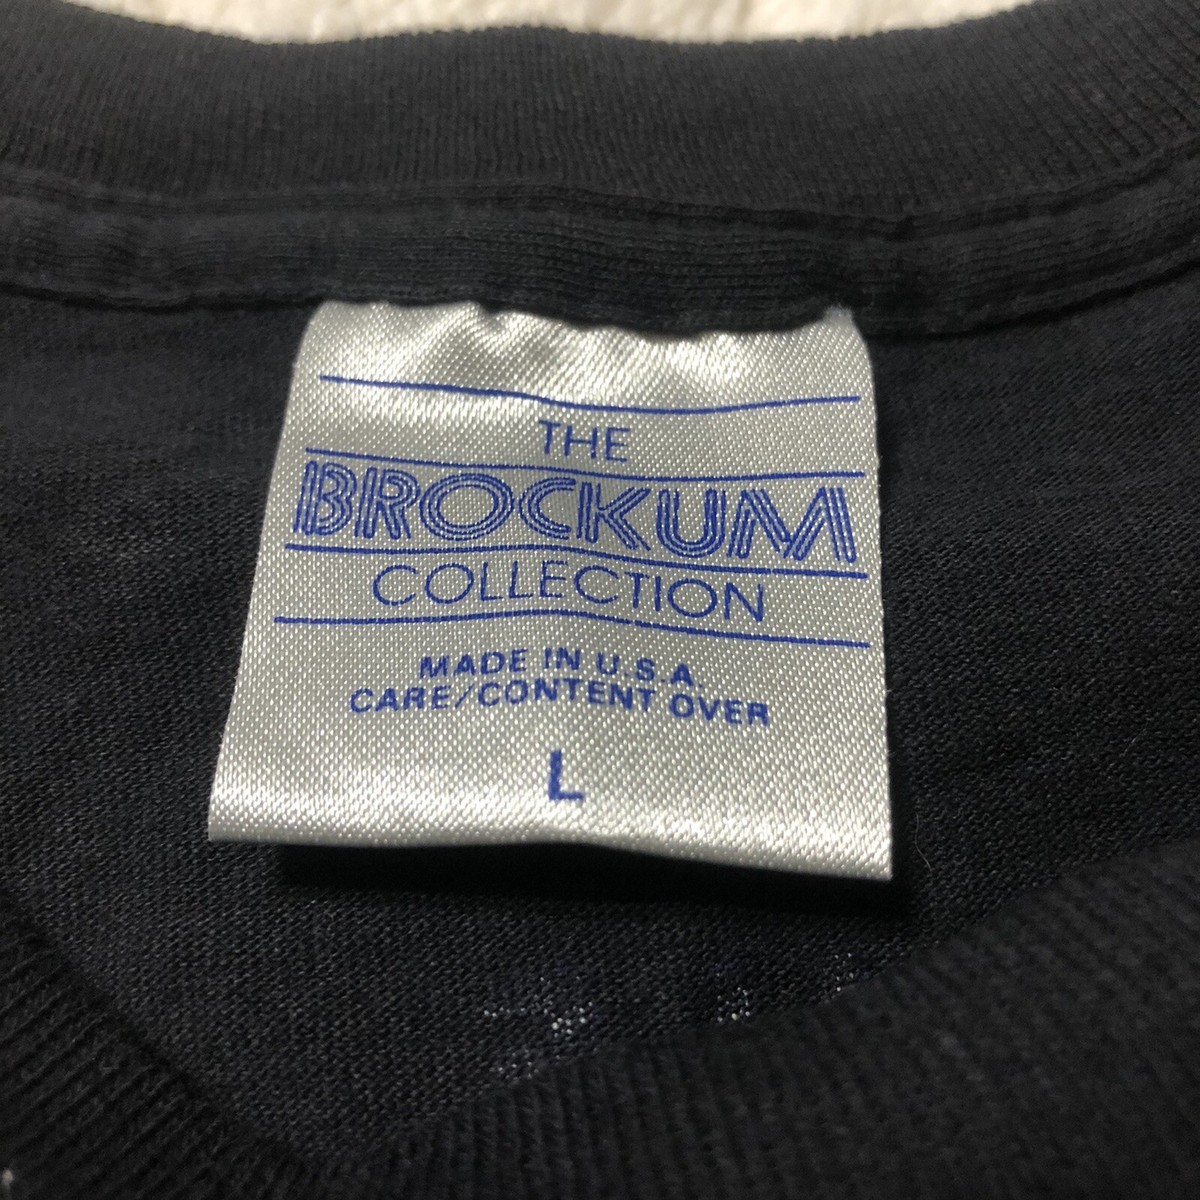 THE
BROCKUM
COLLECTION
MADE IN U.S.A.
CARE/CONTENT OVER
L